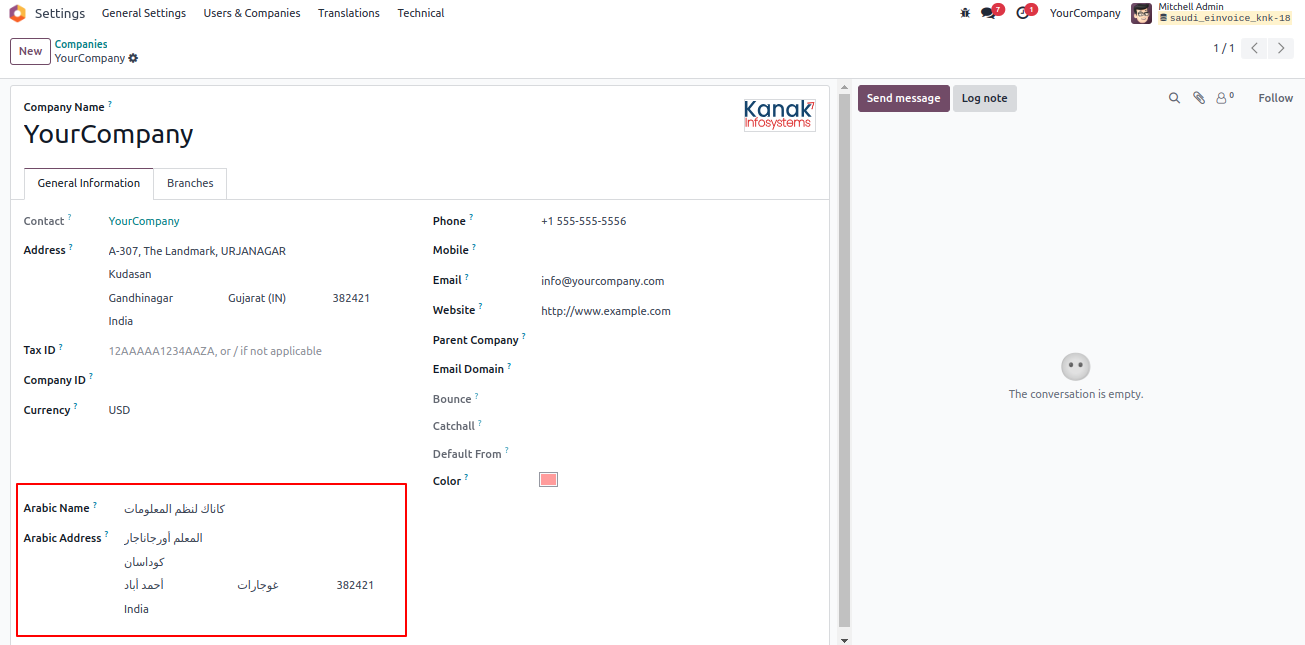 Settings General Settings Users & Companies Translations Technical 7 1 YourCompany Mitchell Admin
saudi_einvoice_knk-18
New Companies
YourCompany
1 / 1
Company Name ?
YourCompany
Kanak
Infosystems
General Information Branches
Contact ? YourCompany
Address ? A-307, The Landmark, URJANAGAR
Kudasan
Gandhinagar Gujarat (IN) 382421
India
Tax ID ? 12AAAAA1234AAZA, or / if not applicable
Company ID ?
Currency ? USD
Arabic Name ? كاناك لنظم المعلومات
Arabic Address ? المعلم أورجاناجار
كوداسان
أحمد أباد غوجارات 382421
India
Phone ? +1 555-555-5556
Mobile ?
Email ? info@yourcompany.com
Website ? http://www.example.com
Parent Company ?
Email Domain ?
Bounce ?
Catchall ?
Default From ?
Color ?
Send message Log note 0 Follow
The conversation is empty.